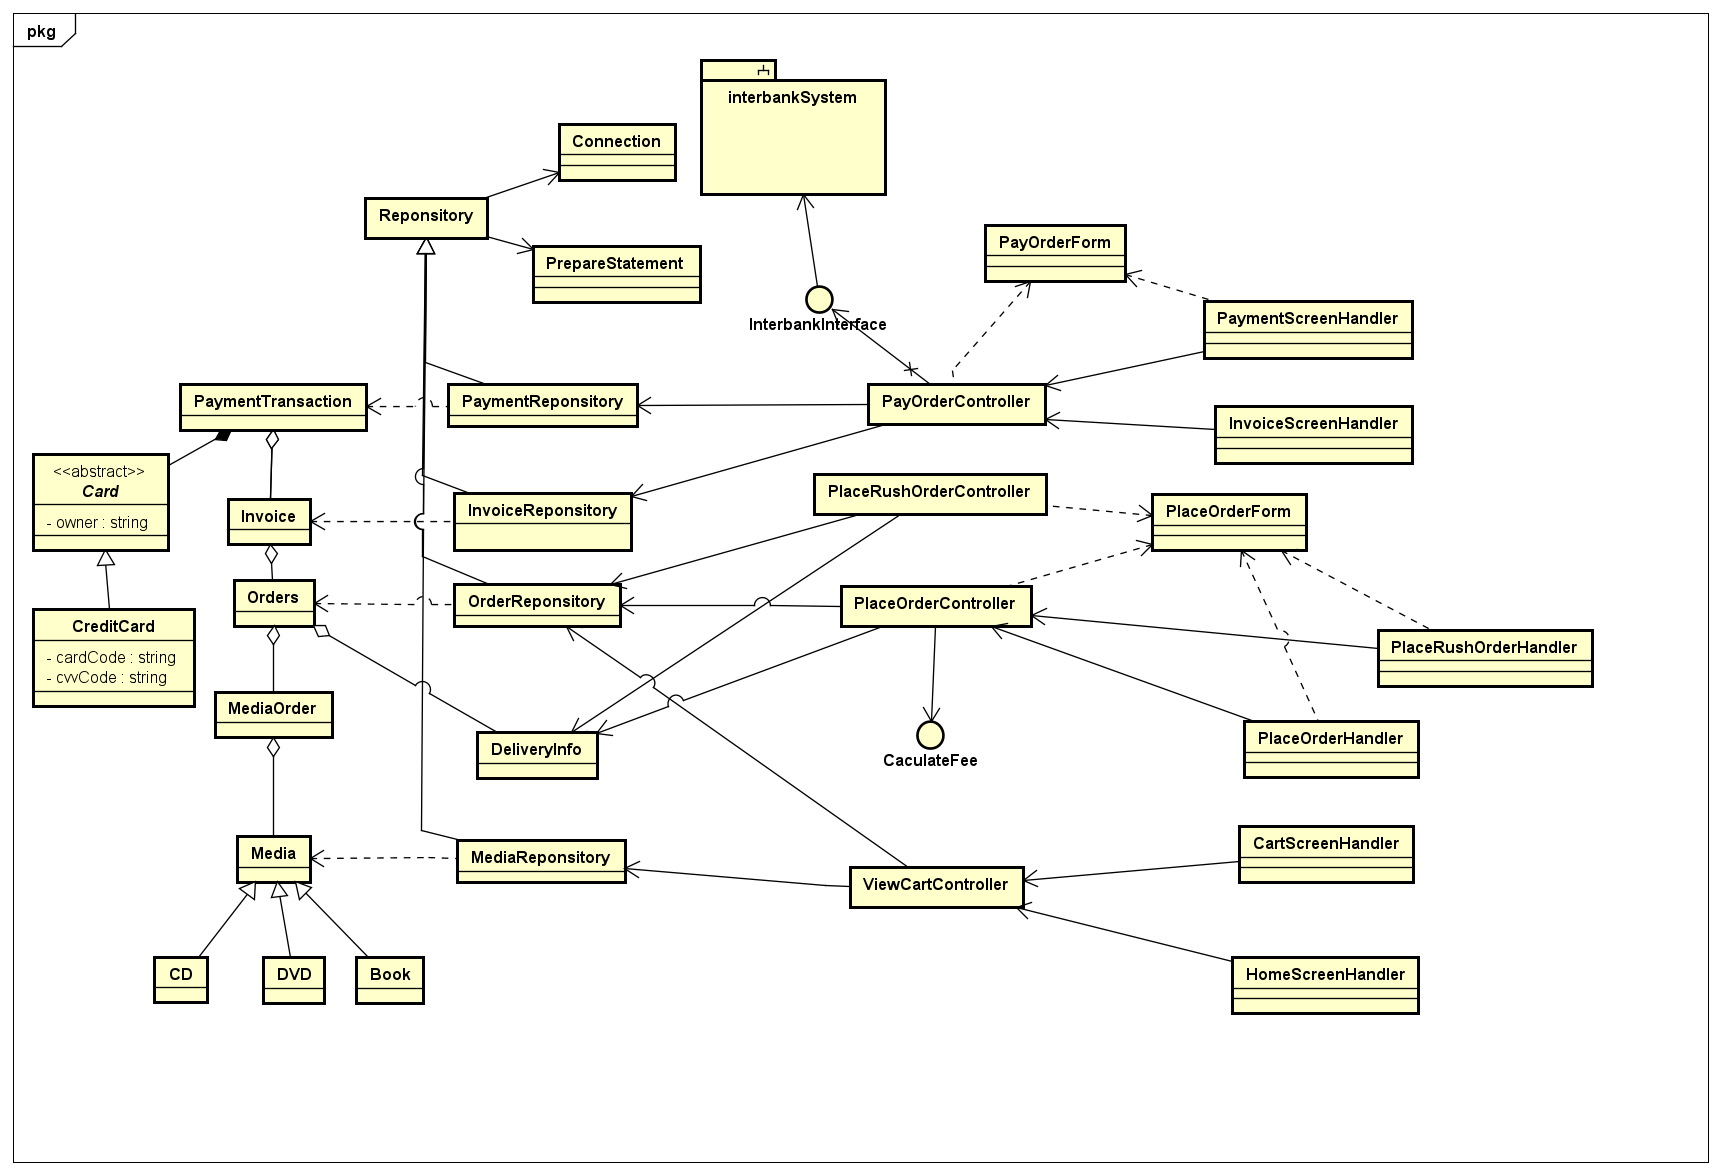 pkg
interbankSystem
Connection
Reponsitory
PrepareStatement
PayOrderForm
InterbankInterface
PaymentScreenHandler
PaymentTransaction
PaymentReponsitory
PayOrderController
InvoiceScreenHandler
<<abstract>>
Card
- owner : string
Invoice
InvoiceReponsitory
PlaceRushOrderController
PlaceOrderForm
Orders
OrderReponsitory
PlaceOrderController
CreditCard
- cardCode : string
- cvvCode : string
PlaceRushOrderHandler
MediaOrder
DeliveryInfo
CaculateFee
PlaceOrderHandler
Media
MediaReponsitory
ViewCartController
CartScreenHandler
CD
DVD
Book
HomeScreenHandler